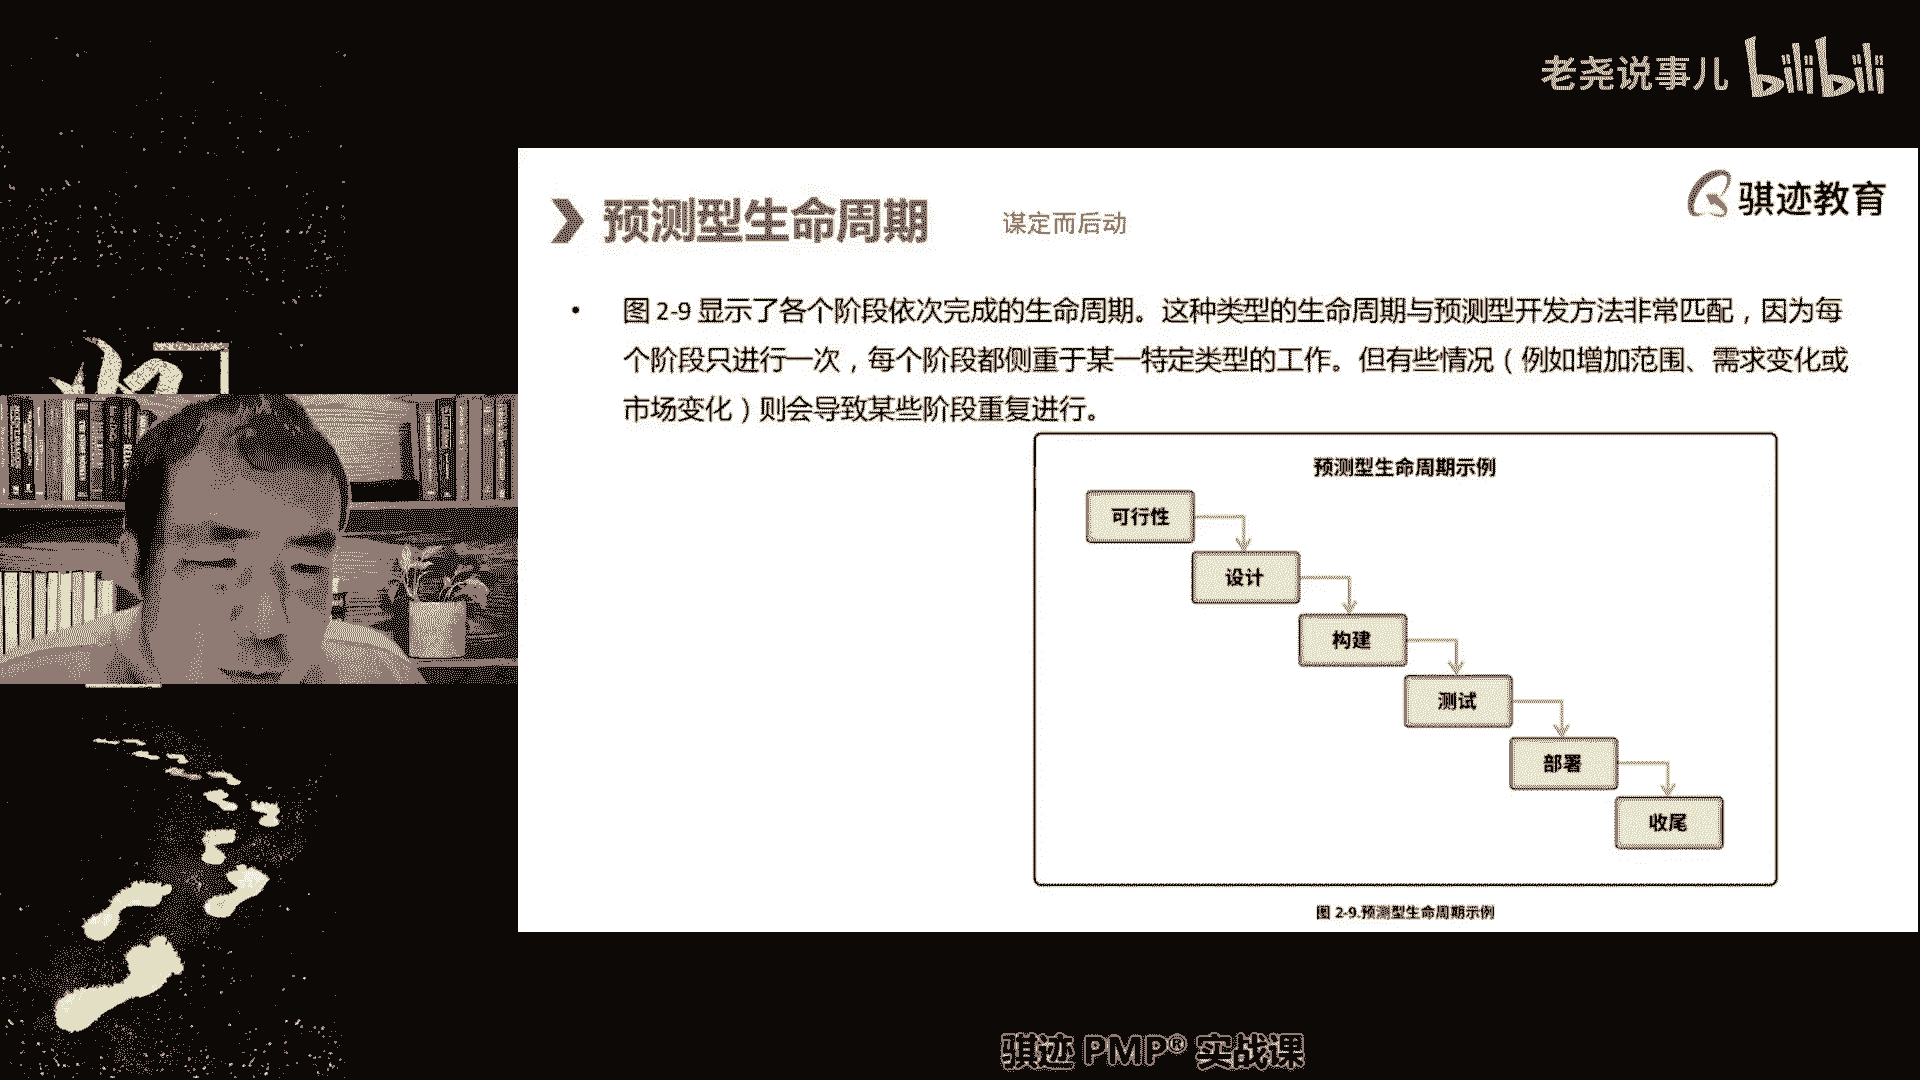 老尧说事儿 bilibili
骐迹教育
预测型生命周期 谋定而后动
• 图 2-9 显示了各个阶段依次完成的生命周期。这种类型的生命周期与预测型开发方法非常匹配，因为每
个阶段只进行一次，每个阶段都侧重于某一特定类型的工作。但有些情况（例如增加范围、需求变化或
市场变化）则会导致某些阶段重复进行。
预测型生命周期示例
可行性
设计
构建
测试
部署
收尾
图 2-9.预测型生命周期示例
骐迹 PMP® 实战课